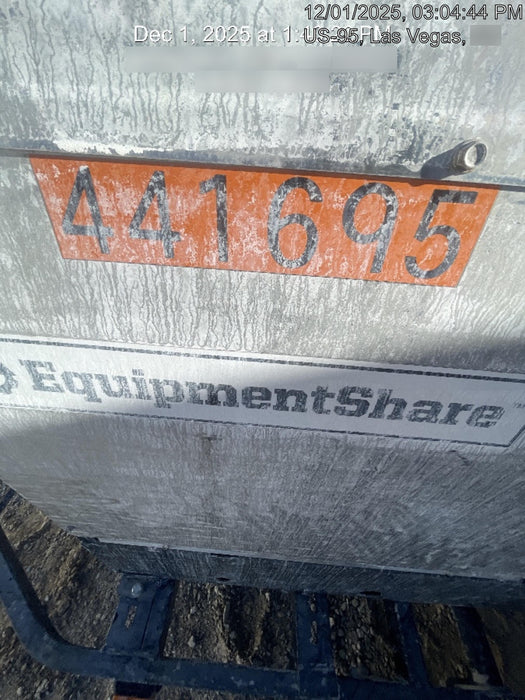 12/01/2025, 03:04:44 PM
Dec 1, 2025 at
US-95, Las Vegas,
441695
EquipmentShare